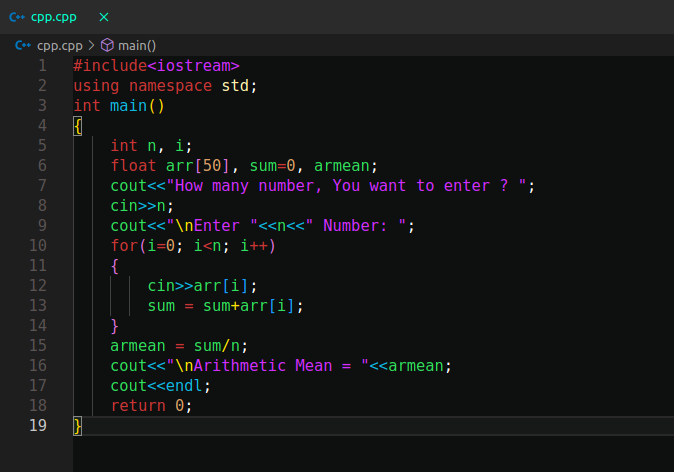 C++ cpp.cpp ×
C++ cpp.cpp > main()
1 #include<iostream>
2 using namespace std;
3 int main()
4 {
5     int n, i;
6     float arr[50], sum=0, armean;
7     cout<<"How many number, You want to enter ? ";
8     cin>>n;
9     cout<<"\nEnter "<<n<<" Number: ";
10     for(i=0; i<n; i++)
11     {
12         cin>>arr[i];
13         sum = sum+arr[i];
14     }
15     armean = sum/n;
16     cout<<"\nArithmetic Mean = "<<armean;
17     cout<<endl;
18     return 0;
19 }